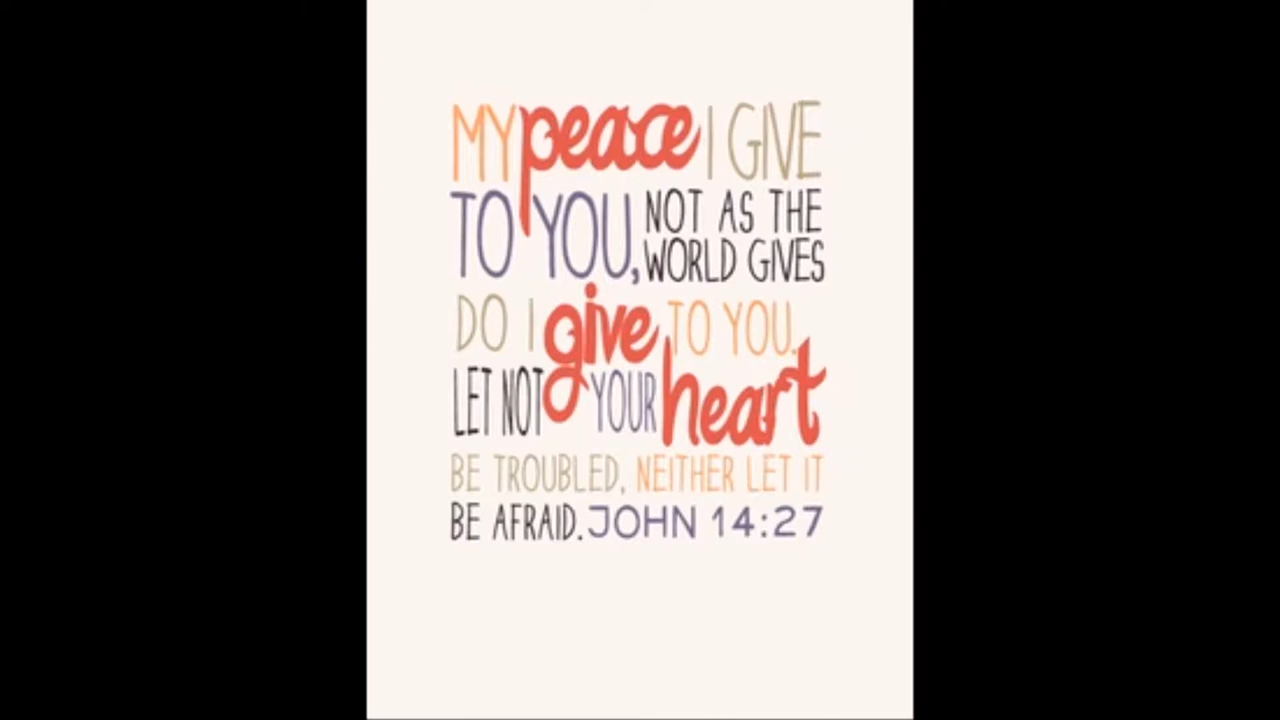 MY peace I GIVE
TO YOU, NOT AS THE
WORLD GIVES
DO I give TO YOU.
LET NOT YOUR heart
BE TROUBLED, NEITHER LET IT
BE AFRAID. JOHN 14:27